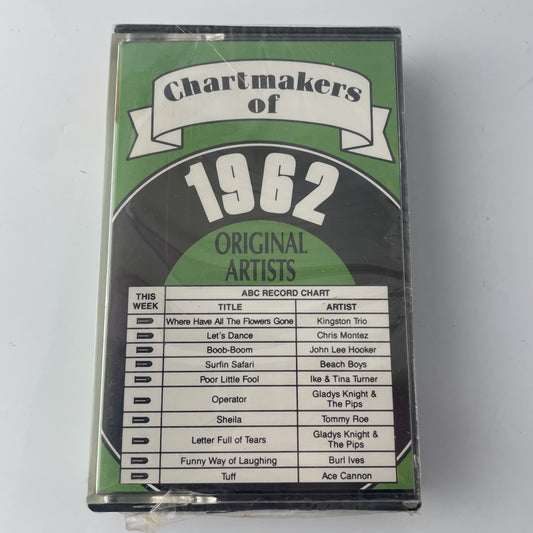 Chartmakers
of
1962
ORIGINAL
ARTISTS
THIS WEEK ABC RECORD CHART
TITLE ARTIST
Where Have All The Flowers Gone Kingston Trio
Let's Dance Chris Montez
Boob-Boom John Lee Hooker
Surfin Safari Beach Boys
Poor Little Fool Ike & Tina Turner
Operator Gladys Knight & The Pips
Sheila Tommy Roe
Letter Full of Tears Gladys Knight & The Pips
Funny Way of Laughing Burl Ives
Tuff Ace Cannon